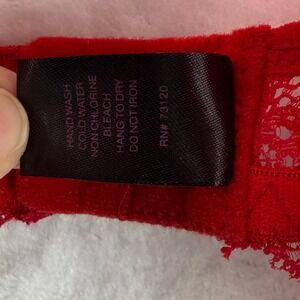 HAND WASH
COLD WATER
NON CHLORINE
BLEACH
HANG TO DRY
DO NOT IRON
RN# 73120